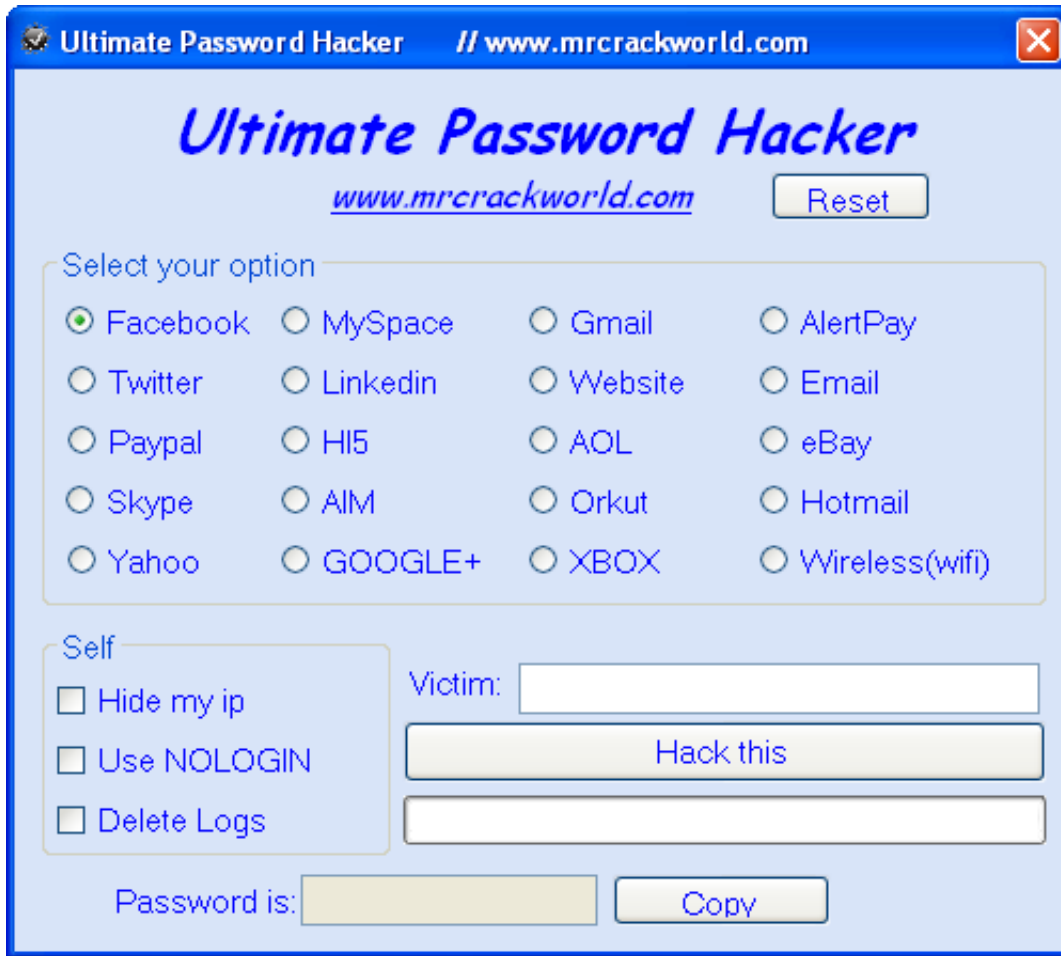 Ultimate Password Hacker // www.mrcrackworld.com
Ultimate Password Hacker
www.mrcrackworld.com Reset
Select your option
Facebook MySpace Gmail AlertPay
Twitter Linkedin Website Email
Paypal HI5 AOL eBay
Skype AIM Orkut Hotmail
Yahoo GOOGLE+ XBOX Wireless(wifi)
Self
Victim:
Hide my ip
Use NOLOGIN Hack this
Delete Logs
Password is: Copy